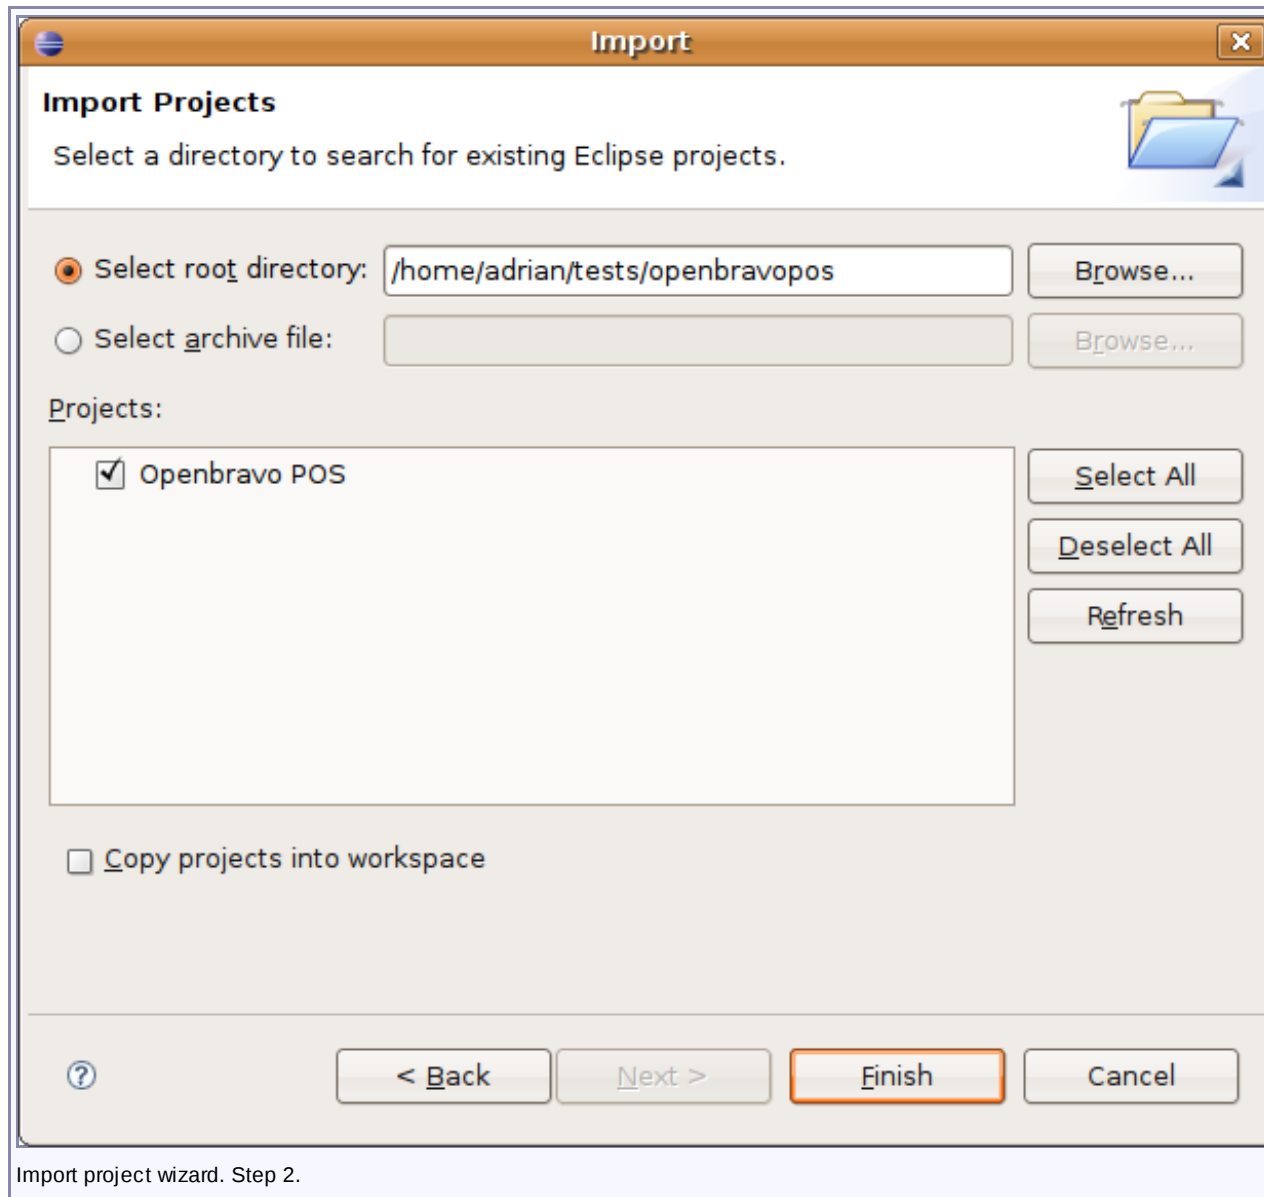 Import
Import Projects
Select a directory to search for existing Eclipse projects.
Select root directory: /home/adrian/tests/openbravopos Browse...
Select archive file: Browse...
Projects:
Openbravo POS
Select All
Deselect All
Refresh
Copy projects into workspace
< Back Next > Finish Cancel
Import project wizard. Step 2.